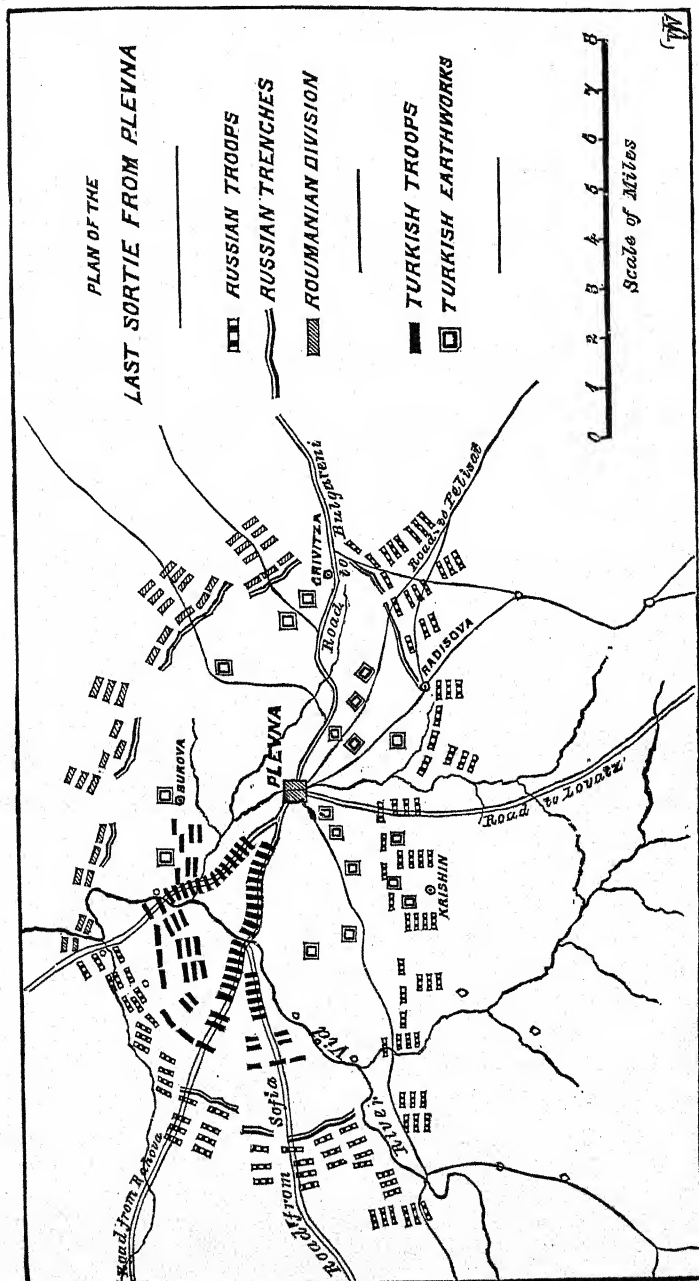 PLAN OF THE
LAST SORTIE FROM PLEVNA
RUSSIAN TROOPS
RUSSIAN TRENCHES
ROUMANIAN DIVISION
TURKISH TROOPS
TURKISH EARTHWORKS
0 1 2 3 4 5 6 7 8
Scale of Miles
Road from Rahova
Road from Sofia
River Vid
BUKOVA
PLEVNA
GRIVITZA
Road to Bulgareni
Road to Pelisat
RADISOVA
KRISHIN
Road to Lovatz